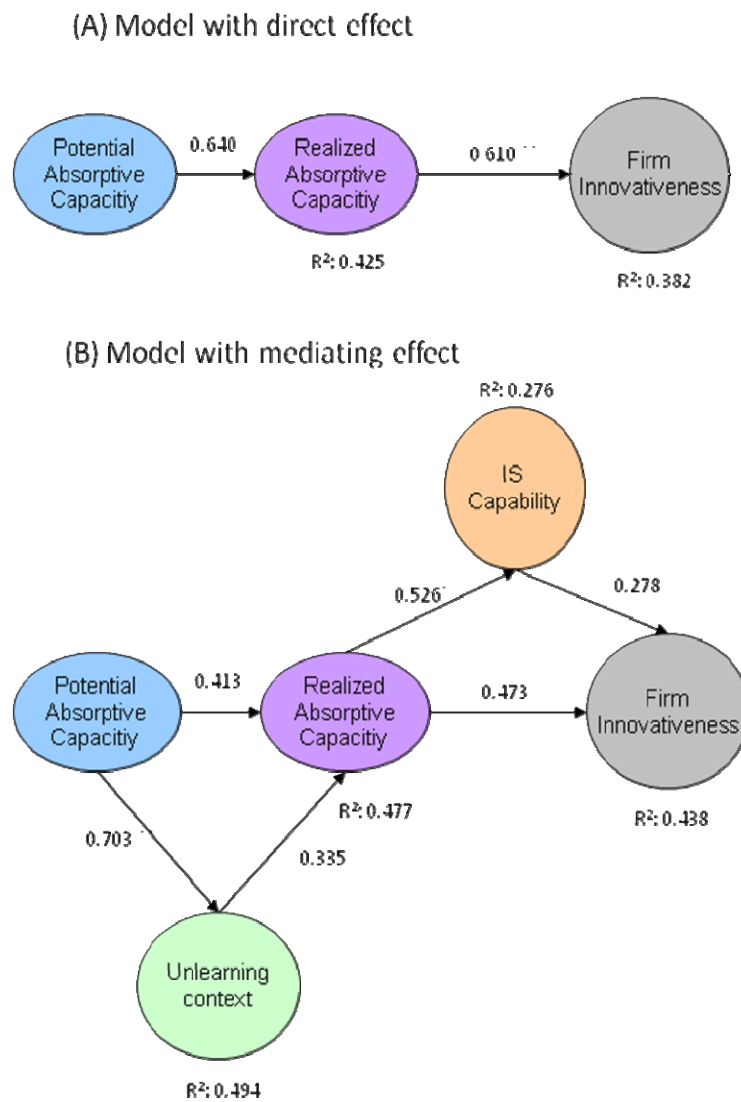 (A) Model with direct effect
Potential
Absorptive
Capacitiy
0.640
Realized
Absorptive
Capacitiy
0.610
Firm
Innovativeness
R²: 0.425
R²: 0.382
(B) Model with mediating effect
R²: 0.276
IS
Capability
0.526
0.278
Potential
Absorptive
Capacitiy
0.413
Realized
Absorptive
Capacitiy
0.473
Firm
Innovativeness
R²: 0.477
R²: 0.438
0.703
0.335
Unlearning
context
R²: 0.494